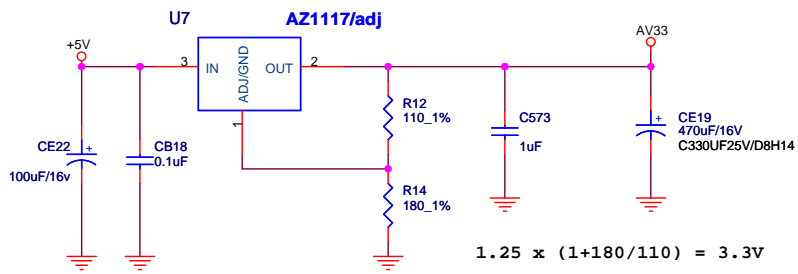 U7
AZ1117/adj
+5V
AV33
3
IN
OUT
2
ADJ/GND
1
R12
110_1%
C573
1uF
CE19
470uF/16V
C330UF25V/D8H14
+
CE22
100uF/16v
+
CB18
0.1uF
R14
180_1%
1.25 x (1+180/110) = 3.3V